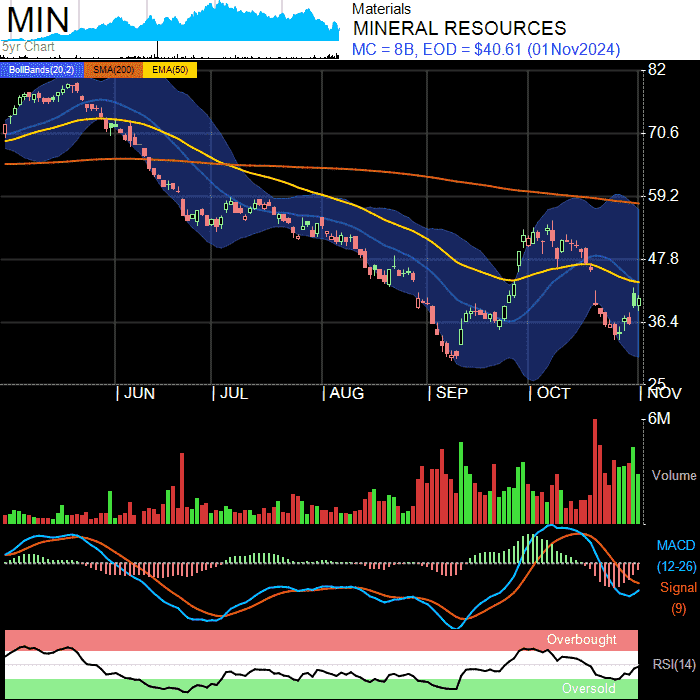 MIN
5yr Chart
Materials
MINERAL RESOURCES
MC = 8B, EOD = $40.61 (01Nov2024)
BollBands(20,2) SMA(200) EMA(50)
82
70.6
59.2
47.8
36.4
25
JUN JUL AUG SEP OCT NOV
6M
Volume
MACD
(12-26)
Signal
(9)
Overbought
RSI(14)
Oversold